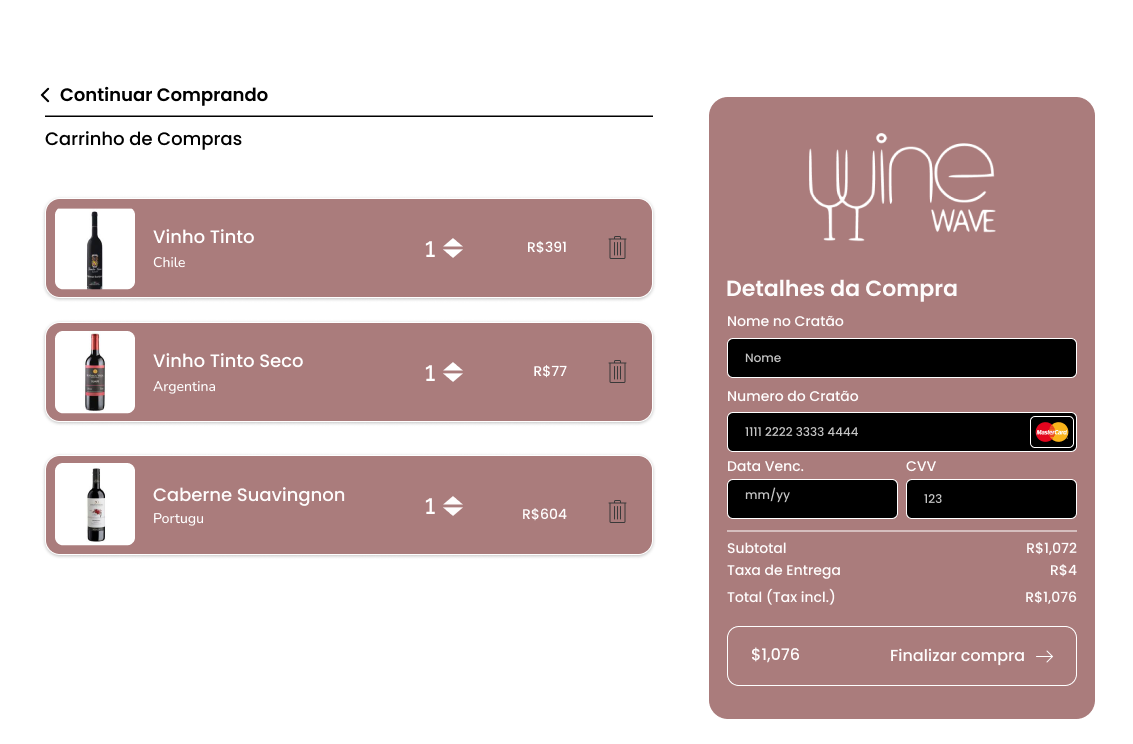 Continuar Comprando
Carrinho de Compras
Vinho Tinto
Chile
1
R$391
Vinho Tinto Seco
Argentina
1
R$77
Caberne Suavingnon
Portugu
1
R$604
wine
WAVE
Detalhes da Compra
Nome no Cratão
Nome
Numero do Cratão
1111 2222 3333 4444
MasterCard
Data Venc. CVV
mm/yy 123
Subtotal R$1,072
Taxa de Entrega R$4
Total (Tax incl.) R$1,076
$1,076 Finalizar compra